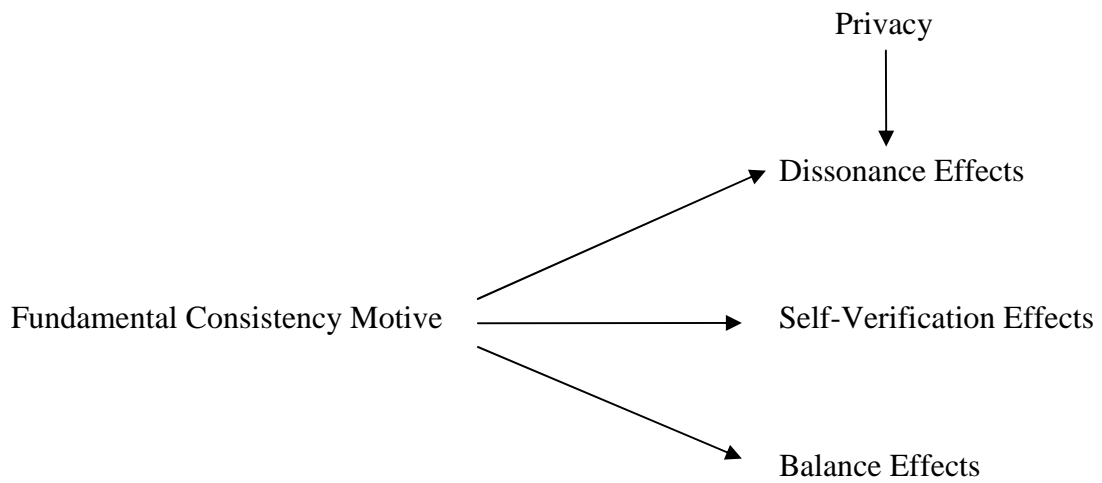 Privacy
Dissonance Effects
Fundamental Consistency Motive
Self-Verification Effects
Balance Effects